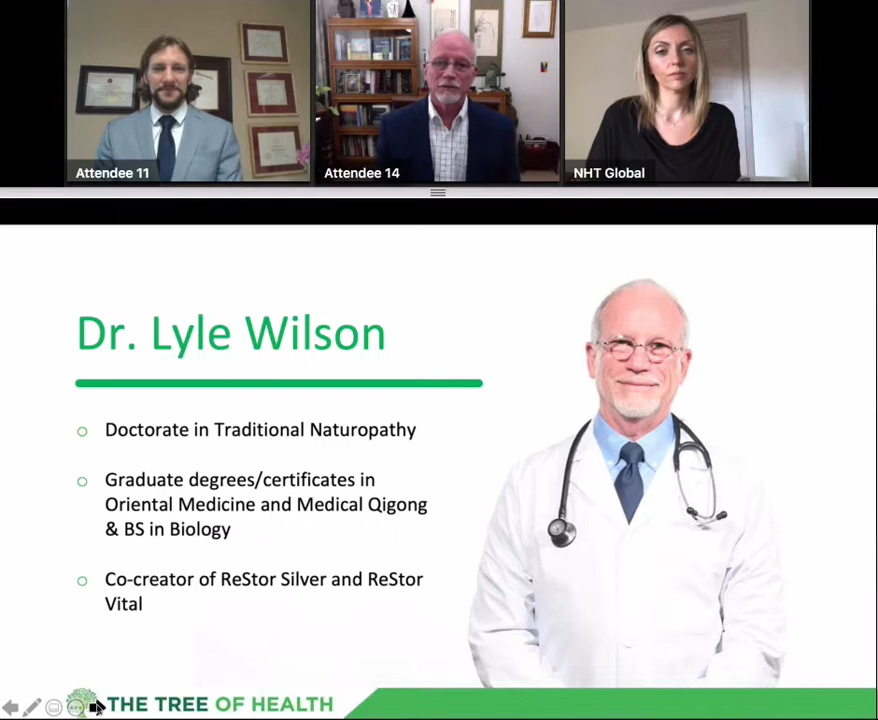 Attendee 11
Attendee 14
NHT Global
Dr. Lyle Wilson
Doctorate in Traditional Naturopathy
Graduate degrees/certificates in
Oriental Medicine and Medical Qigong
& BS in Biology
Co-creator of ReStor Silver and ReStor
Vital
THE TREE OF HEALTH